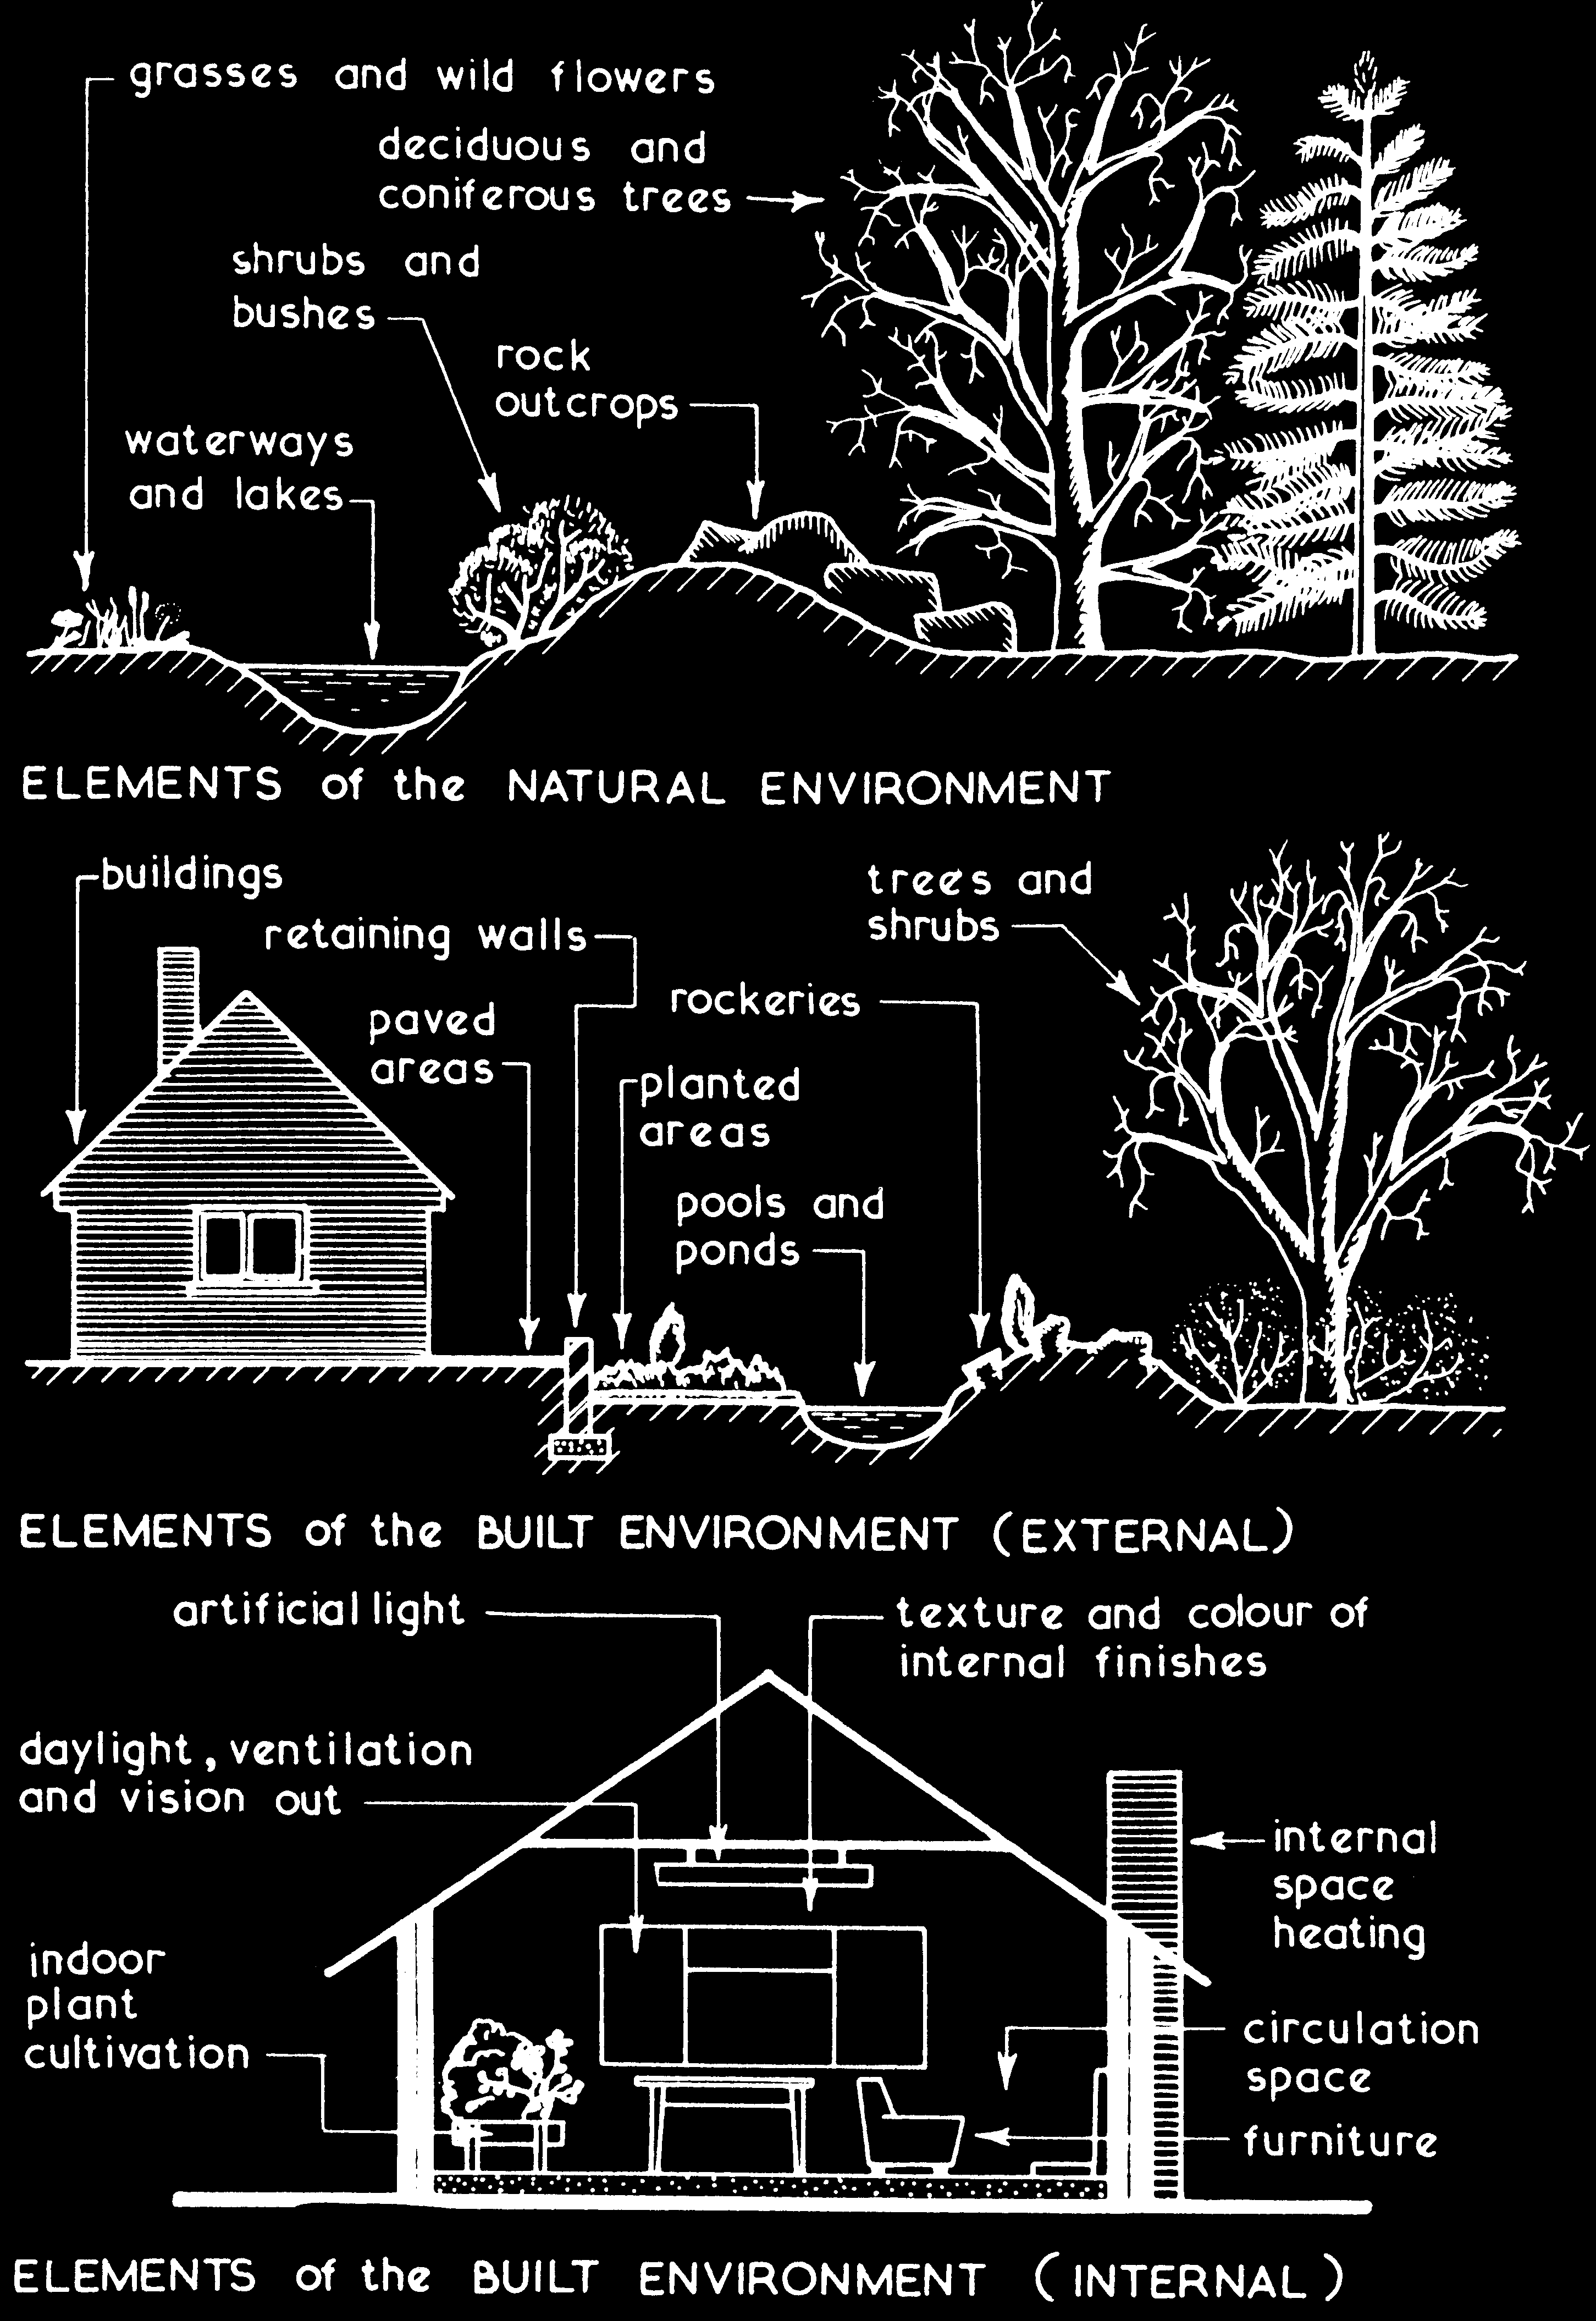 grasses and wild flowers
deciduous and
coniferous trees
shrubs and
bushes
rock
outcrops
waterways
and lakes
ELEMENTS of the NATURAL ENVIRONMENT
buildings
trees and
shrubs
retaining walls
rockeries
paved
areas
planted
areas
pools and
ponds
ELEMENTS of the BUILT ENVIRONMENT (EXTERNAL)
artificial light
texture and colour of
internal finishes
daylight, ventilation
and vision out
internal
space
heating
indoor
plant
cultivation
circulation
space
furniture
ELEMENTS of the BUILT ENVIRONMENT (INTERNAL)